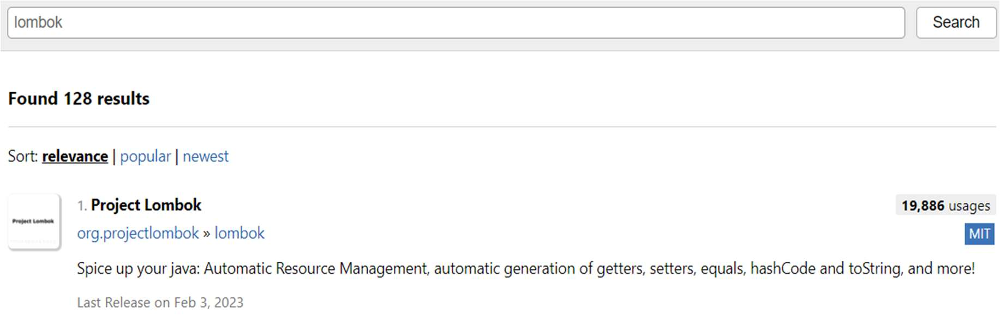 lombok
Search
Found 128 results
Sort: relevance | popular | newest
Project Lombok
1. Project Lombok
19,886 usages
org.projectlombok » lombok
MIT
Spice up your java: Automatic Resource Management, automatic generation of getters, setters, equals, hashCode and toString, and more!
Last Release on Feb 3, 2023